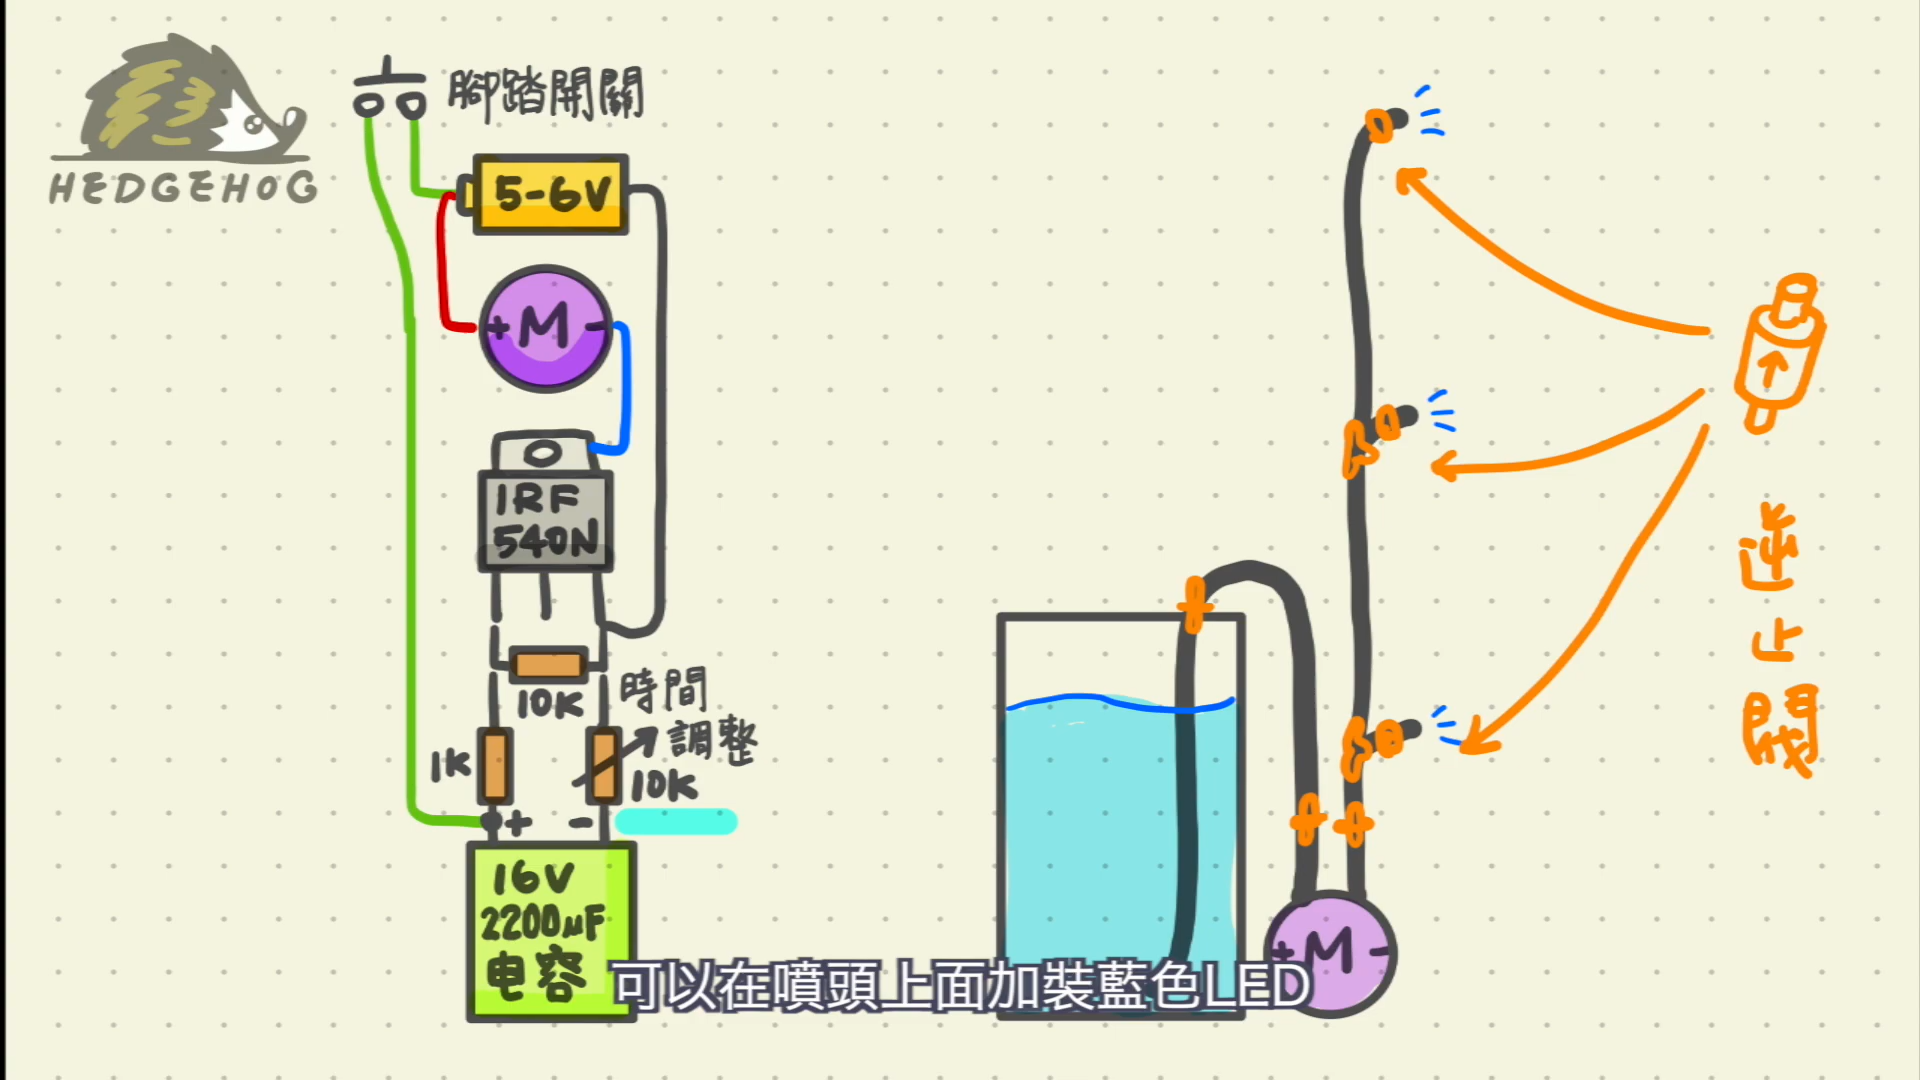 HEDGEHOG
腳踏開關
5-6V
+M-
IRF
540N
10K
時間
調整
1K
10K
+ -
16V
2200µF
电容
逆止閥
+M-
可以在噴頭上面加裝藍色LED